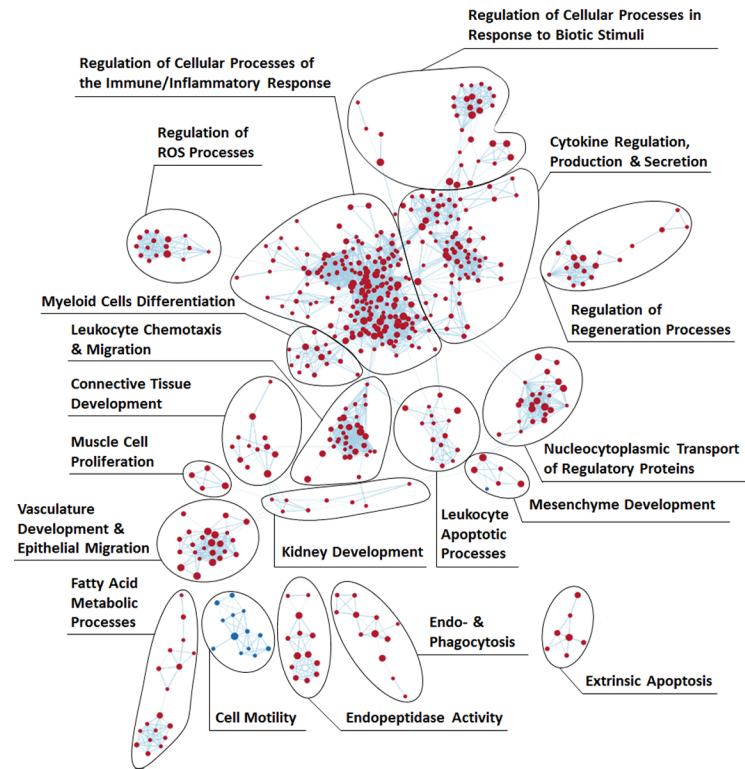 Regulation of Cellular Processes in
Response to Biotic Stimuli
Regulation of Cellular Processes of
the Immune/Inflammatory Response
Regulation of
ROS Processes
Cytokine Regulation,
Production & Secretion
Myeloid Cells Differentiation
Leukocyte Chemotaxis
& Migration
Regulation of
Regeneration Processes
Connective Tissue
Development
Muscle Cell
Proliferation
Nucleocytoplasmic Transport
of Regulatory Proteins
Vasculature
Development &
Epithelial Migration
Kidney Development
Leukocyte
Apoptotic
Processes
Mesenchyme Development
Fatty Acid
Metabolic
Processes
Endo- &
Phagocytosis
Extrinsic Apoptosis
Cell Motility
Endopeptidase Activity